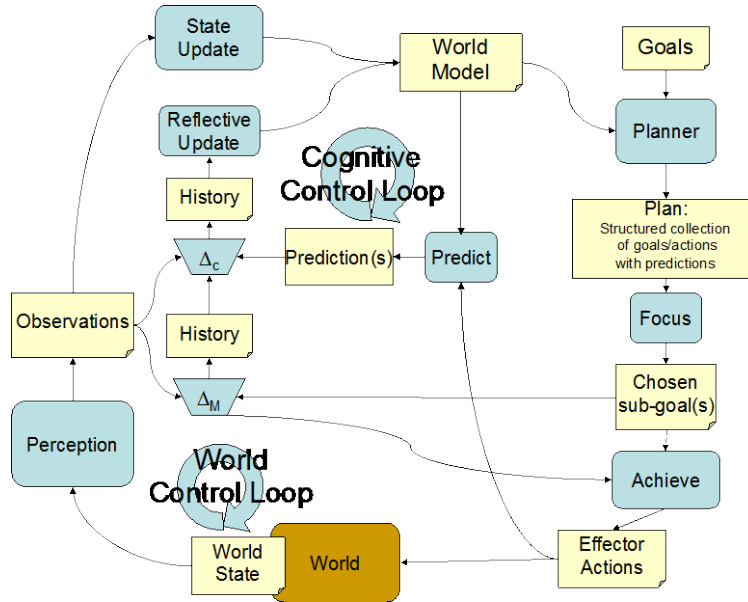 State
Update
World
Model
Goals
Reflective
Update
Planner
Cognitive
Control Loop
History
Plan:
Structured collection
of goals/actions
with predictions
Δc
Prediction(s)
Predict
Observations
History
Focus
ΔM
Chosen
sub-goal(s)
Perception
World
Control Loop
Achieve
World
State
World
Effector
Actions